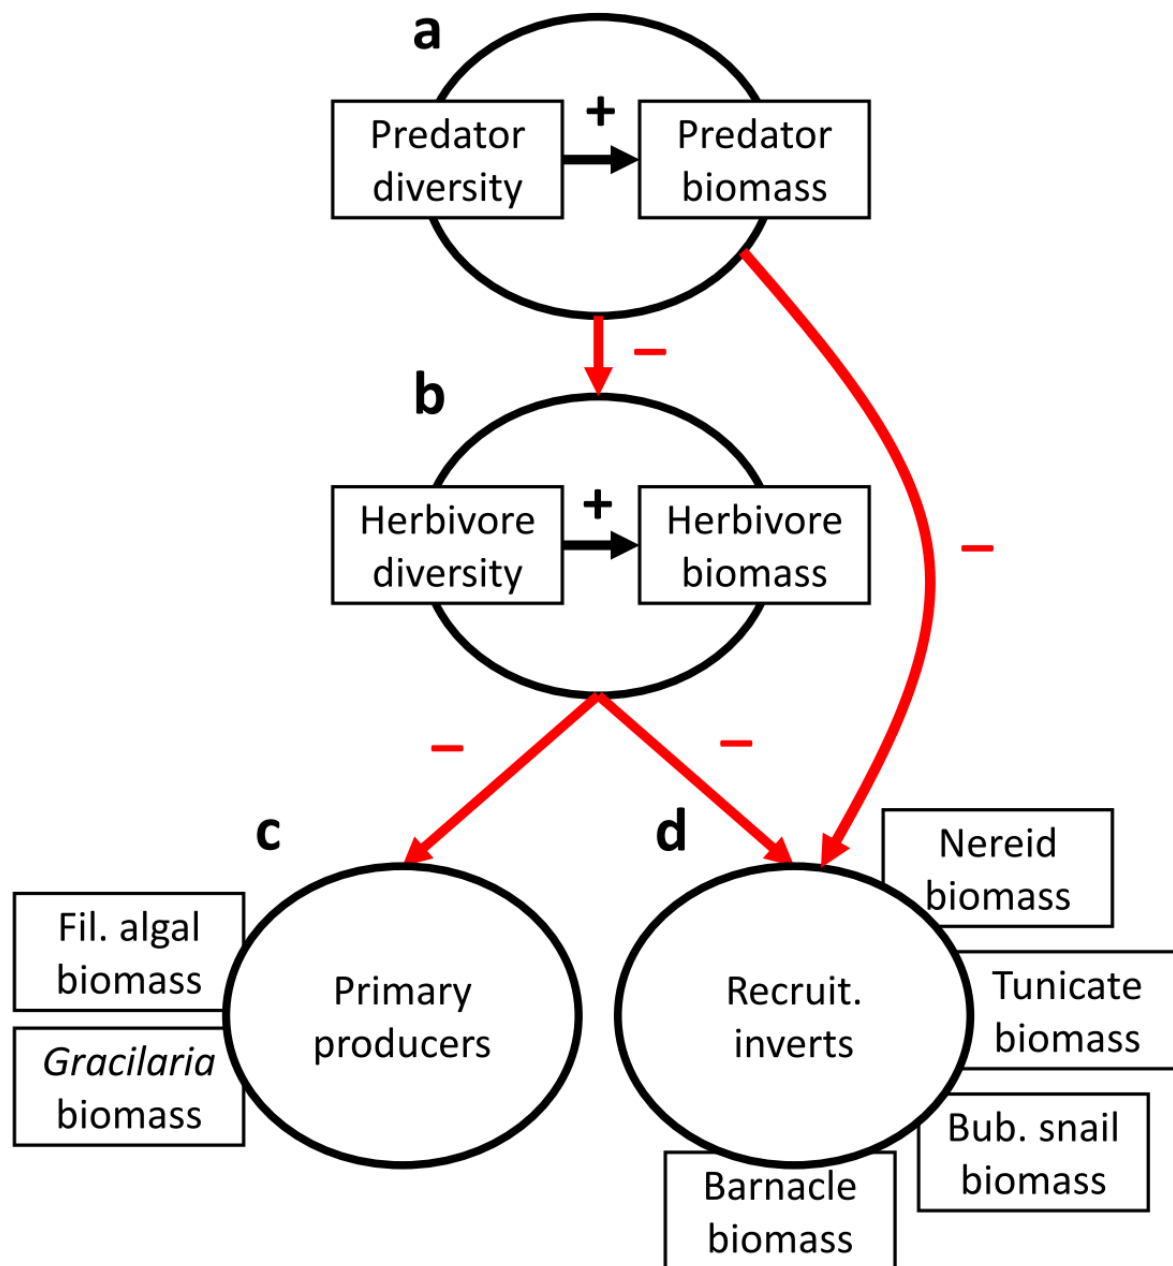 a
Predator
diversity
+
Predator
biomass
–
b
Herbivore
diversity
+
Herbivore
biomass
–
–
–
c
d
Nereid
biomass
Fil. algal
biomass
Primary
producers
Recruit.
inverts
Tunicate
biomass
Gracilaria
biomass
Bub. snail
biomass
Barnacle
biomass